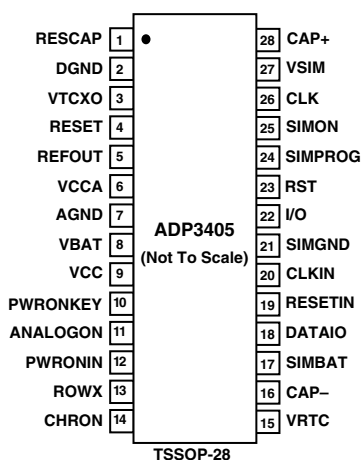 RESCAP 1 28 CAP+
DGND 2 27 VSIM
VTCXO 3 26 CLK
RESET 4 25 SIMON
REFOUT 5 24 SIMPROG
VCCA 6 23 RST
AGND 7 22 I/O
ADP3405
(Not To Scale)
VBAT 8 21 SIMGND
VCC 9 20 CLKIN
PWRONKEY 10 19 RESETIN
ANALOGON 11 18 DATAIO
PWRONIN 12 17 SIMBAT
ROWX 13 16 CAP–
CHRON 14 15 VRTC
TSSOP-28